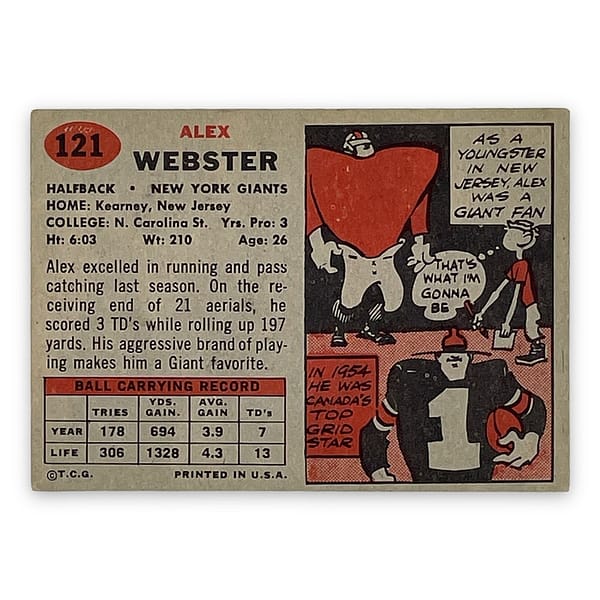 121
ALEX
WEBSTER
HALFBACK • NEW YORK GIANTS
HOME: Kearney, New Jersey
COLLEGE: N. Carolina St. Yrs. Pro: 3
Ht: 6:03 Wt: 210 Age: 26
Alex excelled in running and pass
catching last season. On the re-
ceiving end of 21 aerials, he
scored 3 TD's while rolling up 197
yards. His aggressive brand of play-
ing makes him a Giant favorite.
BALL CARRYING RECORD
TRIES YDS. GAIN. AVG. GAIN TD's
YEAR 178 694 3.9 7
LIFE 306 1328 4.3 13
©T.C.G. PRINTED IN U.S.A.
AS A
YOUNGSTER
IN NEW
JERSEY, ALEX
WAS A
GIANT FAN
THAT'S
WHAT I'M
GONNA
BE
IN 1954
HE WAS
CANADA'S
TOP
GRID
STAR
1